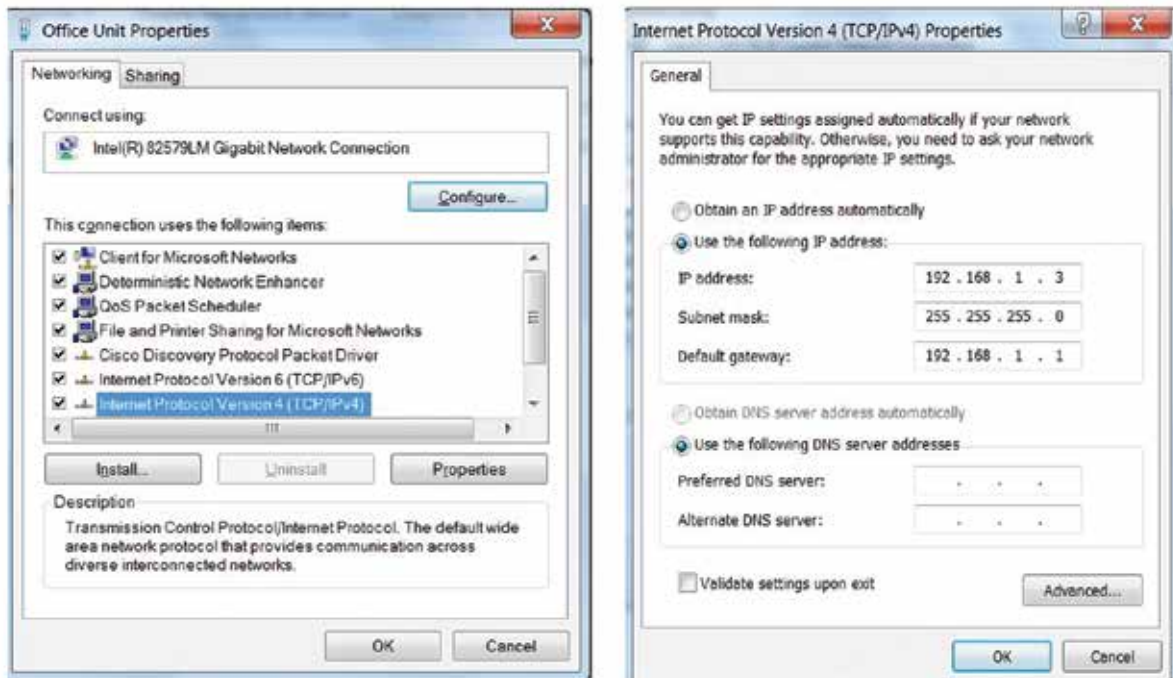 Office Unit Properties
Networking
Sharing
Connect using:
Intel(R) 82579LM Gigabit Network Connection
Configure...
This connection uses the following items:
Client for Microsoft Networks
Deterministic Network Enhancer
QoS Packet Scheduler
File and Printer Sharing for Microsoft Networks
Cisco Discovery Protocol Packet Driver
Internet Protocol Version 6 (TCP/IPv6)
Internet Protocol Version 4 (TCP/IPv4)
Install...
Uninstall
Properties
Description
Transmission Control Protocol/Internet Protocol. The default wide
area network protocol that provides communication across
diverse interconnected networks.
OK
Cancel
Internet Protocol Version 4 (TCP/IPv4) Properties
General
You can get IP settings assigned automatically if your network
supports this capability. Otherwise, you need to ask your network
administrator for the appropriate IP settings.
Obtain an IP address automatically
Use the following IP address:
IP address: 192 . 168 . 1 . 3
Subnet mask: 255 . 255 . 255 . 0
Default gateway: 192 . 168 . 1 . 1
Obtain DNS server address automatically
Use the following DNS server addresses
Preferred DNS server: . . .
Alternate DNS server: . . .
Validate settings upon exit
Advanced...
OK
Cancel